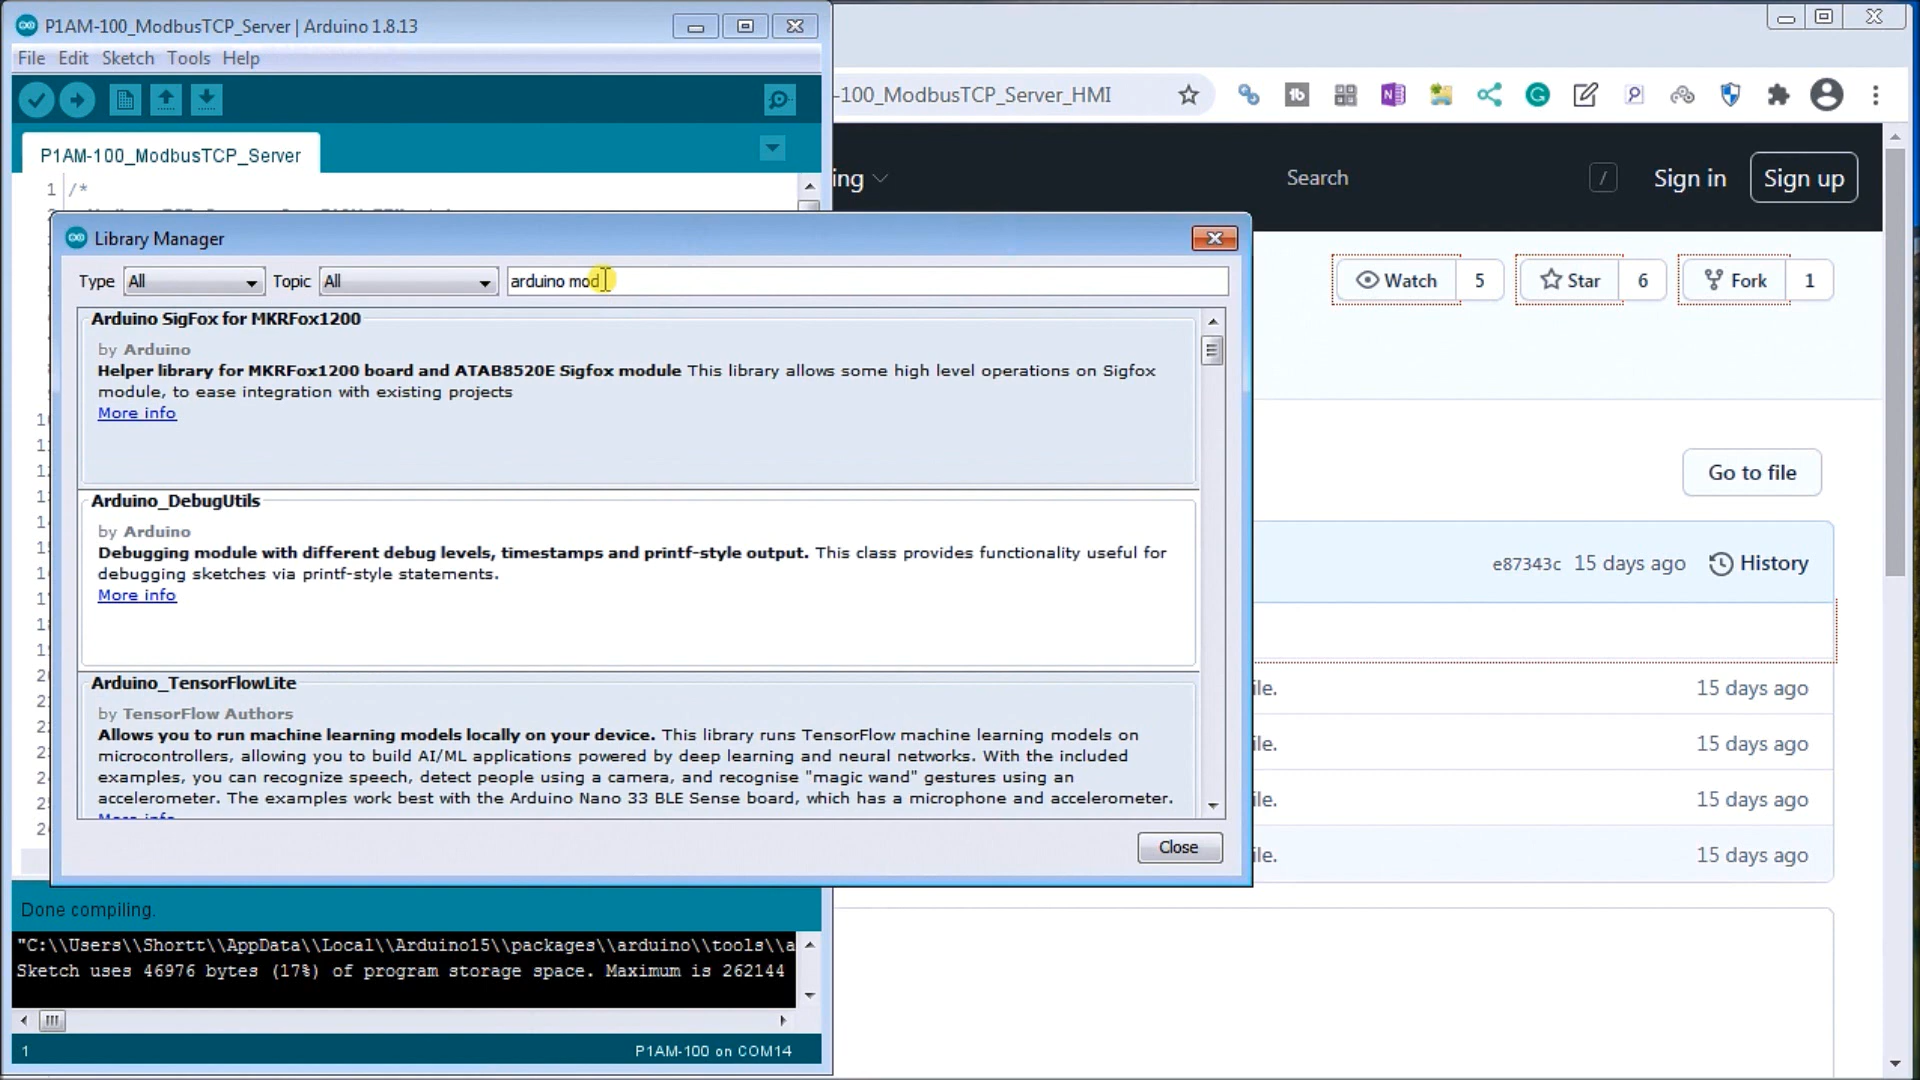 P1AM-100_ModbusTCP_Server | Arduino 1.8.13
File Edit Sketch Tools Help
-100_ModbusTCP_Server_HMI
P1AM-100_ModbusTCP_Server
ing
Search
/
Sign in
Sign up
1 /*
Library Manager
Type All Topic All arduino mod
Watch 5 Star 6 Fork 1
Arduino SigFox for MKRFox1200
by Arduino
Helper library for MKRFox1200 board and ATAB8520E Sigfox module This library allows some high level operations on Sigfox
module, to ease integration with existing projects
More info
Go to file
Arduino_DebugUtils
by Arduino
Debugging module with different debug levels, timestamps and printf-style output. This class provides functionality useful for
debugging sketches via printf-style statements.
More info
e87343c 15 days ago History
Arduino_TensorFlowLite
by TensorFlow Authors
Allows you to run machine learning models locally on your device. This library runs TensorFlow machine learning models on
microcontrollers, allowing you to build AI/ML applications powered by deep learning and neural networks. With the included
examples, you can recognize speech, detect people using a camera, and recognise "magic wand" gestures using an
accelerometer. The examples work best with the Arduino Nano 33 BLE Sense board, which has a microphone and accelerometer.
More info
ile. 15 days ago
ile. 15 days ago
ile. 15 days ago
ile. 15 days ago
Close
Done compiling.
"C:\\Users\\Shortt\\AppData\\Local\\Arduino15\\packages\\arduino\\tools\\a
Sketch uses 46976 bytes (17%) of program storage space. Maximum is 262144
1
P1AM-100 on COM14